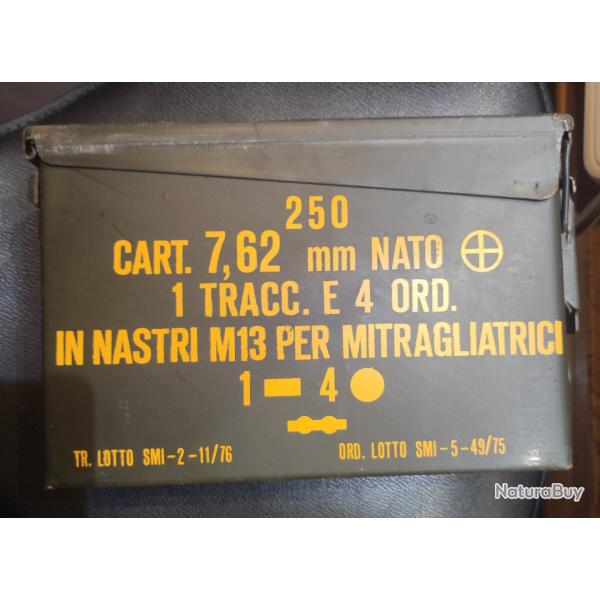 250
CART. 7,62 mm NATO
1 TRACC. E 4 ORD.
IN NASTRI M13 PER MITRAGLIATRICI
1 4
TR. LOTTO SMI-2-11/76 ORD. LOTTO SMI-5-49/75
NaturaBuy